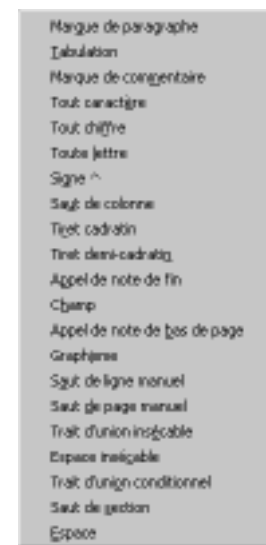 Marque de paragraphe
Tabulation
Marque de commentaire
Tout caractère
Tout chiffre
Toute lettre
Signe ^
Saut de colonne
Tiret cadratin
Tiret demi-cadratin
Appel de note de fin
Champ
Appel de note de bas de page
Graphisme
Saut de ligne manuel
Saut de page manuel
Trait d'union insécable
Espace insécable
Trait d'union conditionnel
Saut de section
Espace